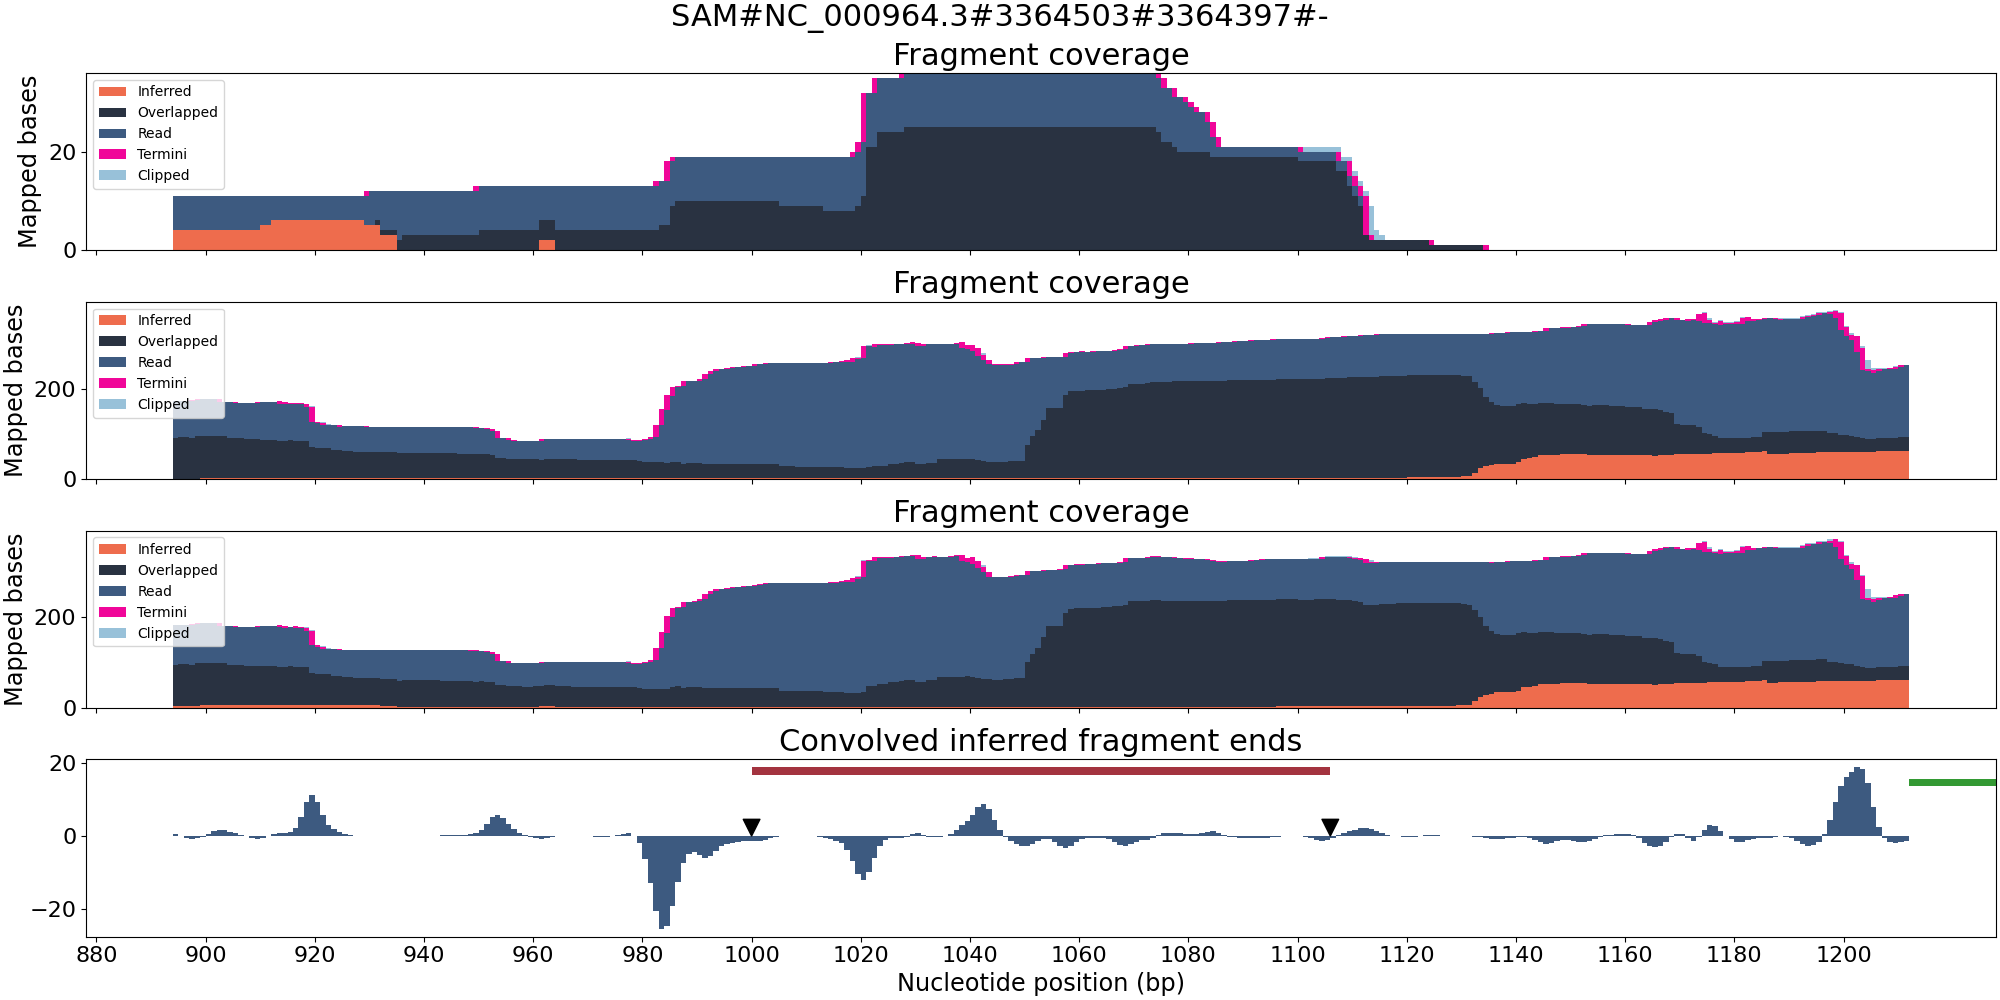 SAM#NC_000964.3#3364503#3364397#-
Fragment coverage
Mapped bases
20
0
Inferred
Overlapped
Read
Termini
Clipped
Fragment coverage
Mapped bases
200
0
Inferred
Overlapped
Read
Termini
Clipped
Fragment coverage
Mapped bases
200
0
Inferred
Overlapped
Read
Termini
Clipped
Convolved inferred fragment ends
20
0
−20
880 900 920 940 960 980 1000 1020 1040 1060 1080 1100 1120 1140 1160 1180 1200
Nucleotide position (bp)